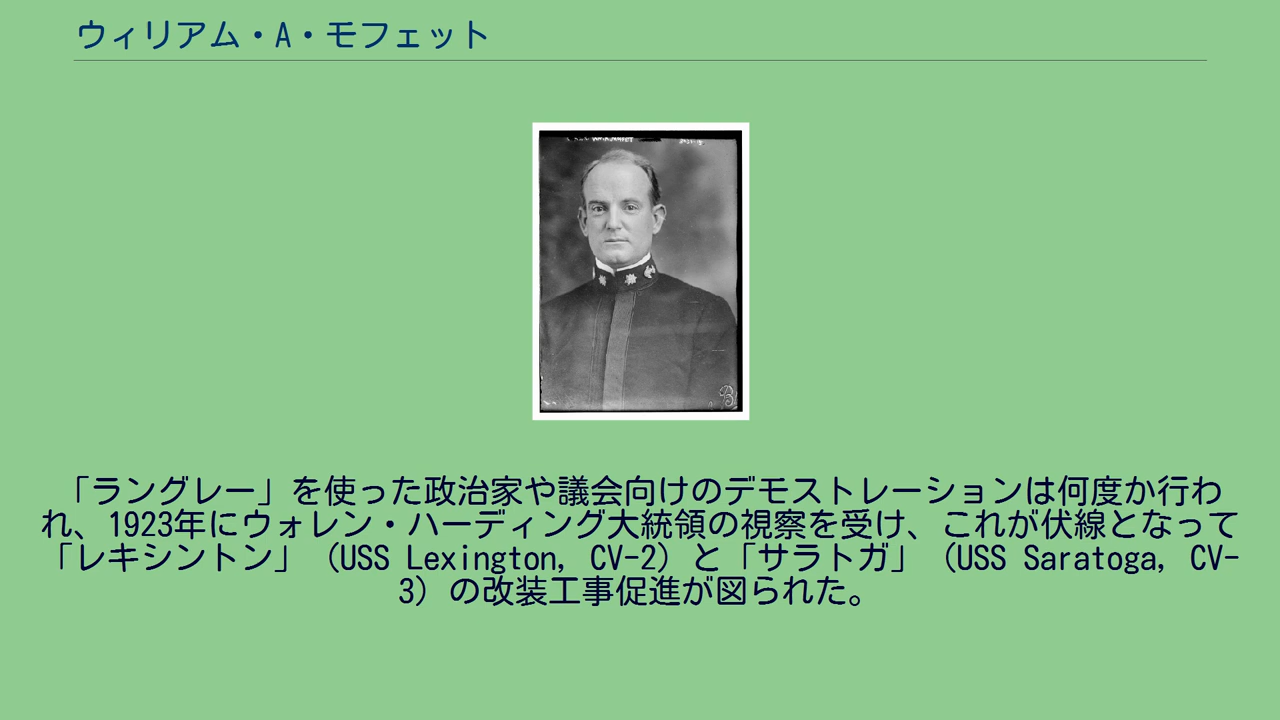 ウィリアム・A・モフェット
「ラングレー」を使った政治家や議会向けのデモストレーションは何度か行わ
れ、1923年にウォレン・ハーディング大統領の視察を受け、これが伏線となって
「レキシントン」（USS Lexington, CV-2）と「サラトガ」（USS Saratoga, CV-
3）の改装工事促進が図られた。